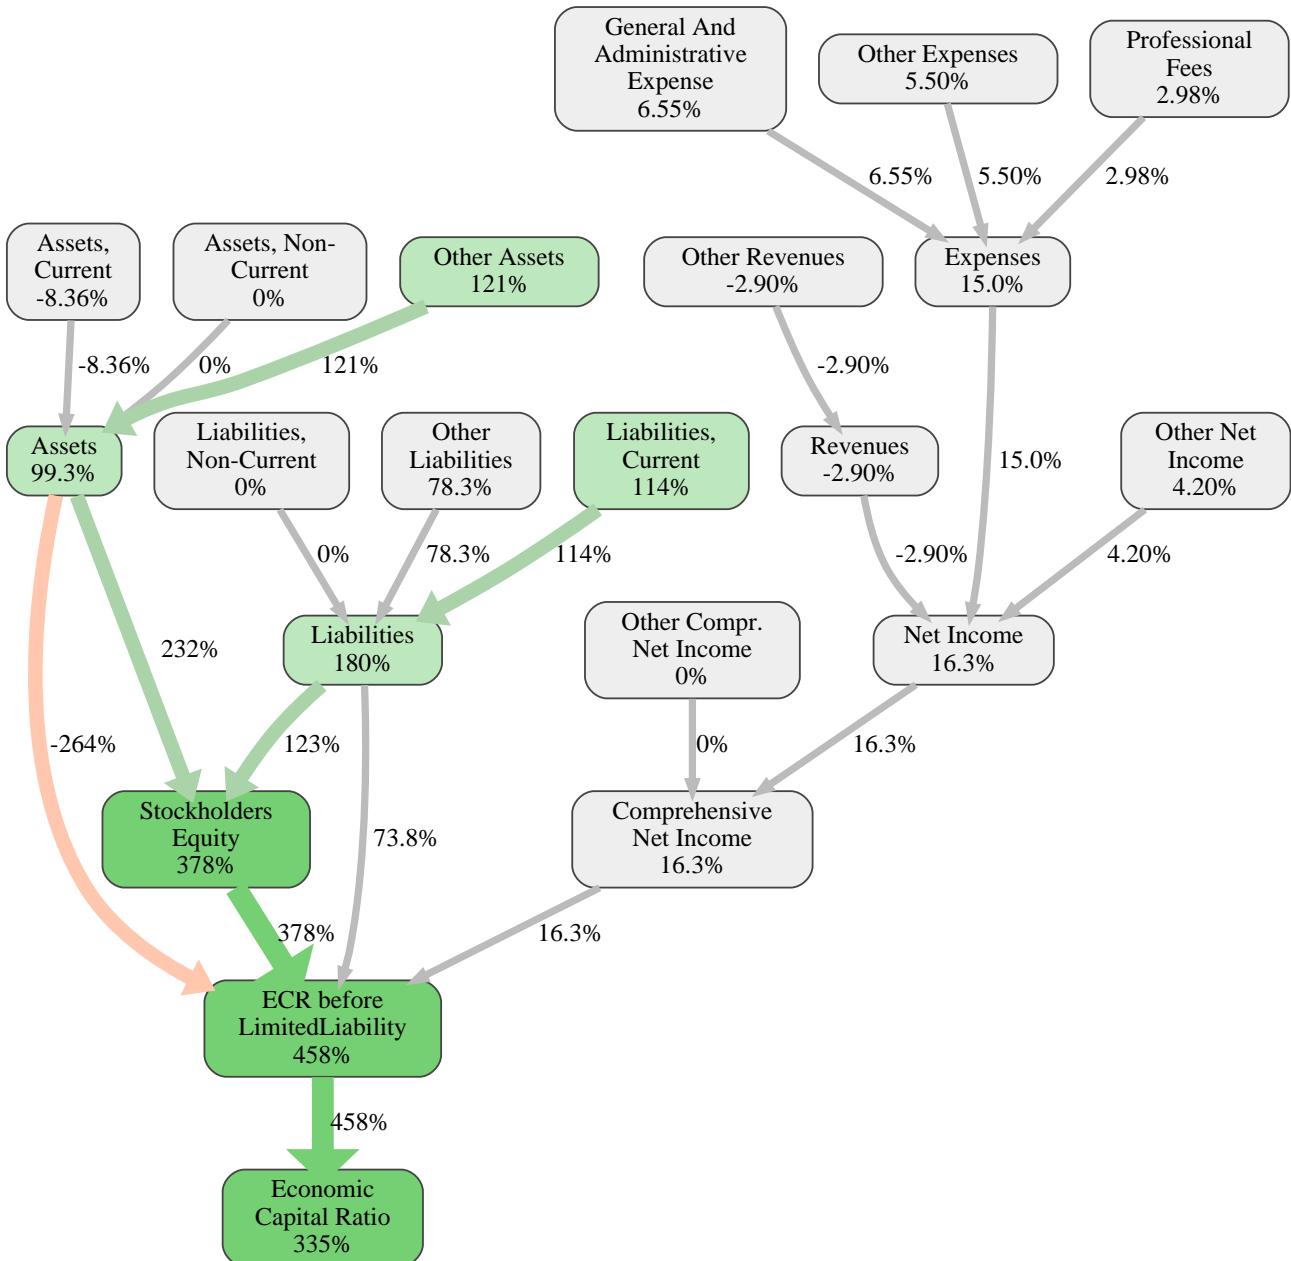 General And
Administrative
Expense
6.55%
Other Expenses
5.50%
Professional
Fees
2.98%
6.55%
5.50%
2.98%
Assets,
Current
-8.36%
Assets, Non-
Current
0%
Other Assets
121%
Other Revenues
-2.90%
Expenses
15.0%
-8.36%
0%
121%
-2.90%
Assets
99.3%
Liabilities,
Non-Current
0%
Other
Liabilities
78.3%
Liabilities,
Current
114%
Revenues
-2.90%
15.0%
Other Net
Income
4.20%
0%
78.3%
114%
-2.90%
4.20%
232%
Liabilities
180%
Other Compr.
Net Income
0%
Net Income
16.3%
-264%
123%
0%
16.3%
Stockholders
Equity
378%
73.8%
Comprehensive
Net Income
16.3%
378%
16.3%
ECR before
LimitedLiability
458%
458%
Economic
Capital Ratio
335%